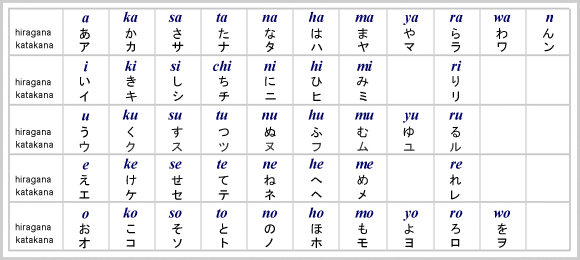 a ka sa ta na ha ma ya ra wa n
hiragana あ か さ た な は ま や ら わ ん
katakana ア カ サ ナ タ ハ ヤ マ ラ ワ ン
i ki si chi ni hi mi ri
hiragana い き し ち に ひ み り
katakana イ キ シ チ ニ ヒ ミ リ
u ku su tu nu hu mu yu ru
hiragana う く す つ ぬ ふ む ゆ る
katakana ウ ク ス ツ ヌ フ ム ユ ル
e ke se te ne he me re
hiragana え け せ て ね へ め れ
katakana エ ケ セ テ ネ ヘ メ レ
o ko so to no ho mo yo ro wo
hiragana お こ そ と の ほ も よ ろ を
katakana オ コ ソ ト ノ ホ モ ヨ ロ ヲ